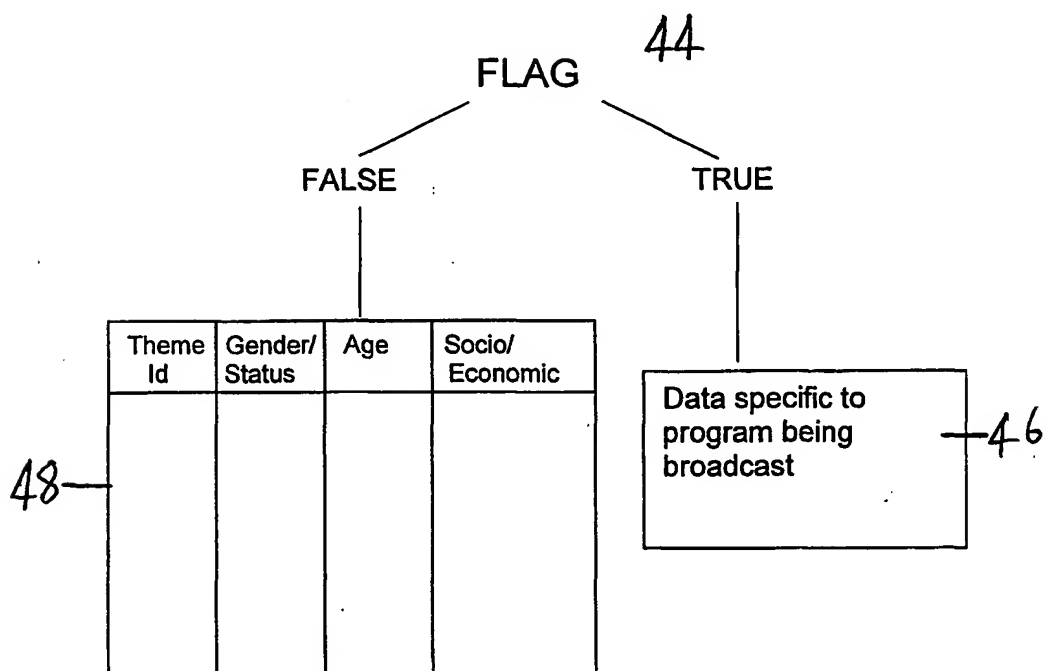 44
FLAG
FALSE TRUE
Theme Id
Gender/ Status
Age
Socio/ Economic
Data specific to
program being
broadcast
46
48